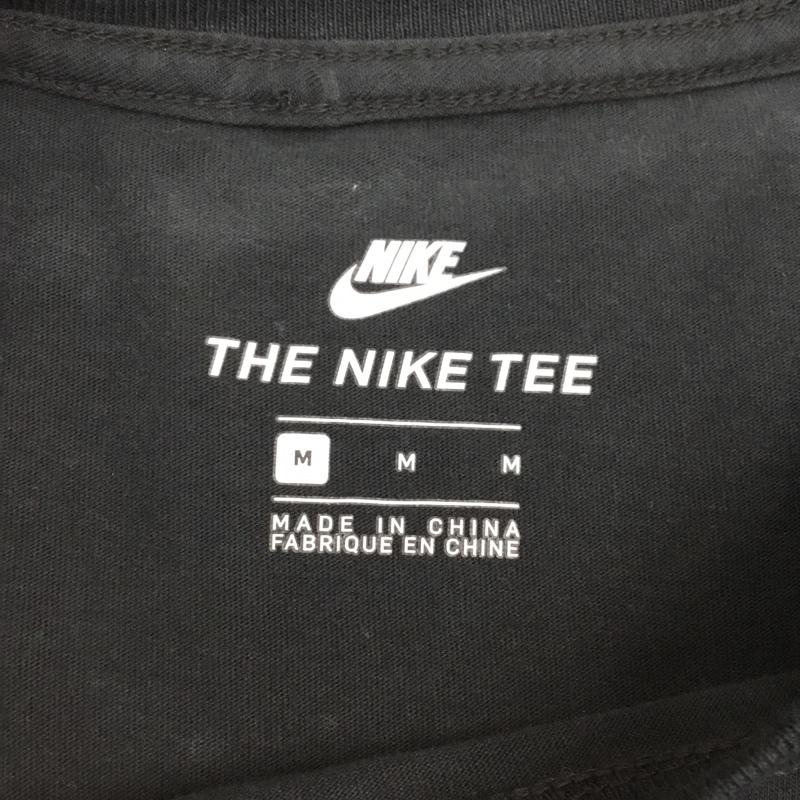 NIKE
THE NIKE TEE
M M M
MADE IN CHINA
FABRIQUE EN CHINE